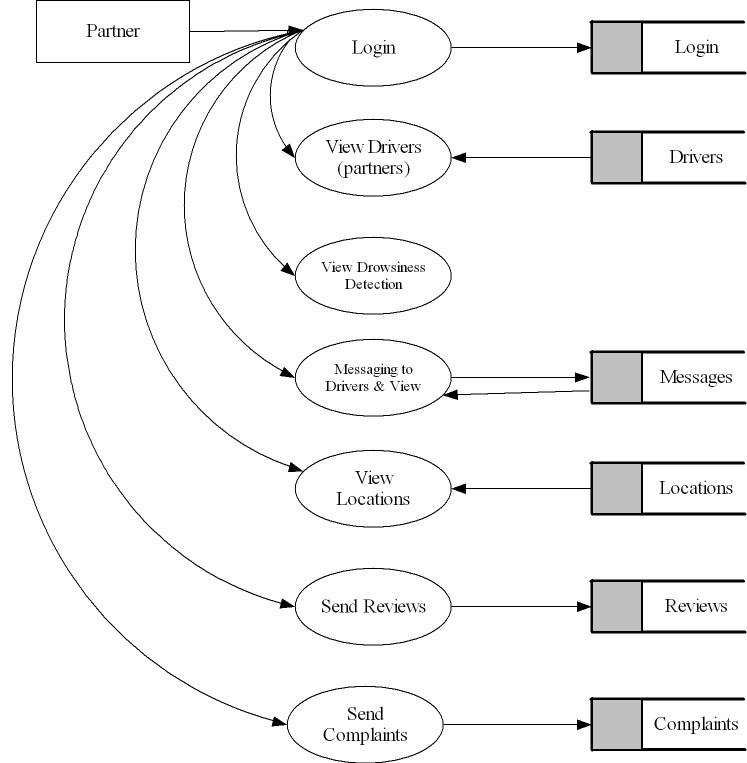 Partner
Login
Login
View Drivers
(partners)
Drivers
View Drowsiness
Detection
Messaging to
Drivers & View
Messages
View
Locations
Locations
Send Reviews
Reviews
Send
Complaints
Complaints